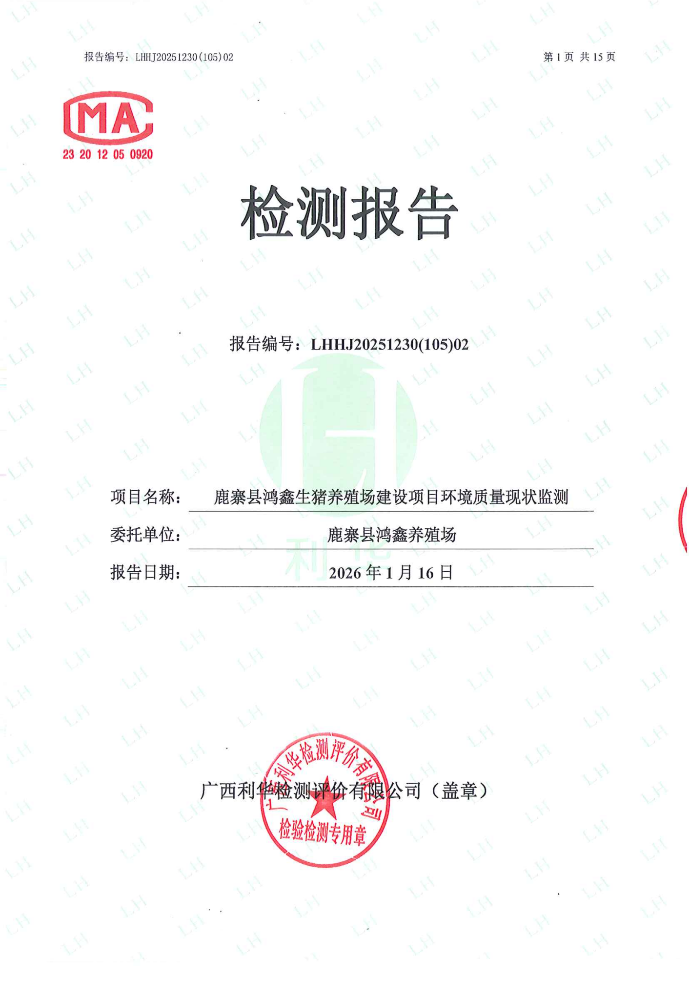 报告编号：LHHJ20251230(105)02
第 1 页 共 15 页
MA
23 20 12 05 0920
检测报告
报告编号：LHHJ20251230(105)02
项目名称：鹿寨县鸿鑫生猪养殖场建设项目环境质量现状监测
委托单位：鹿寨县鸿鑫养殖场
利华
报告日期：2026 年 1 月 16 日
广西利华检测评价有限公司
广西利华检测评价有限公司（盖章）
检验检测专用章
LH